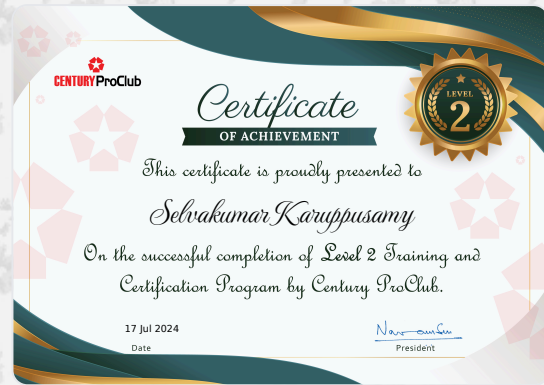 CENTURY ProClub
LEVEL
2
Certificate
OF ACHIEVEMENT
This certificate is proudly presented to
Selvakumar Karuppusamy
On the successful completion of Level 2 Training and
Certification Program by Century ProClub.
17 Jul 2024
Date
President